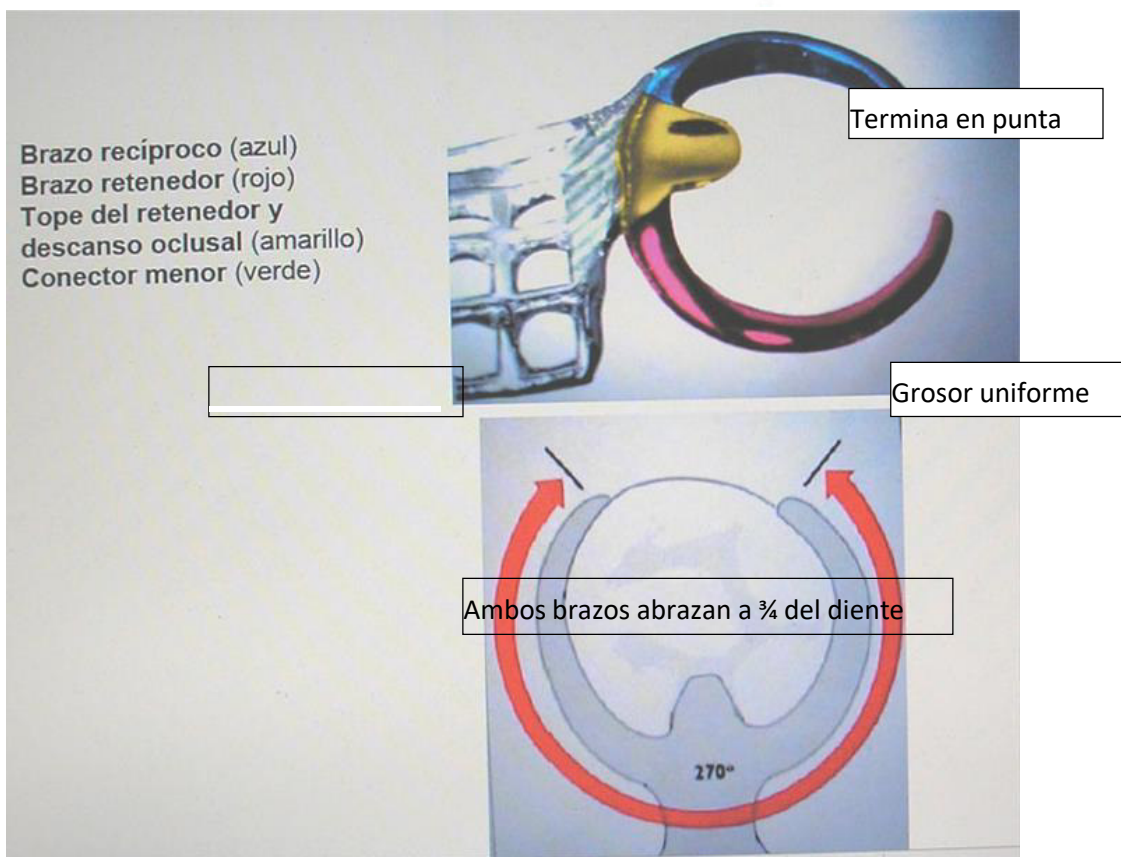 Brazo recíproco (azul)
Brazo retenedor (rojo)
Tope del retenedor y
descanso oclusal (amarillo)
Conector menor (verde)
Termina en punta
Grosor uniforme
Ambos brazos abrazan a ¾ del diente
270°